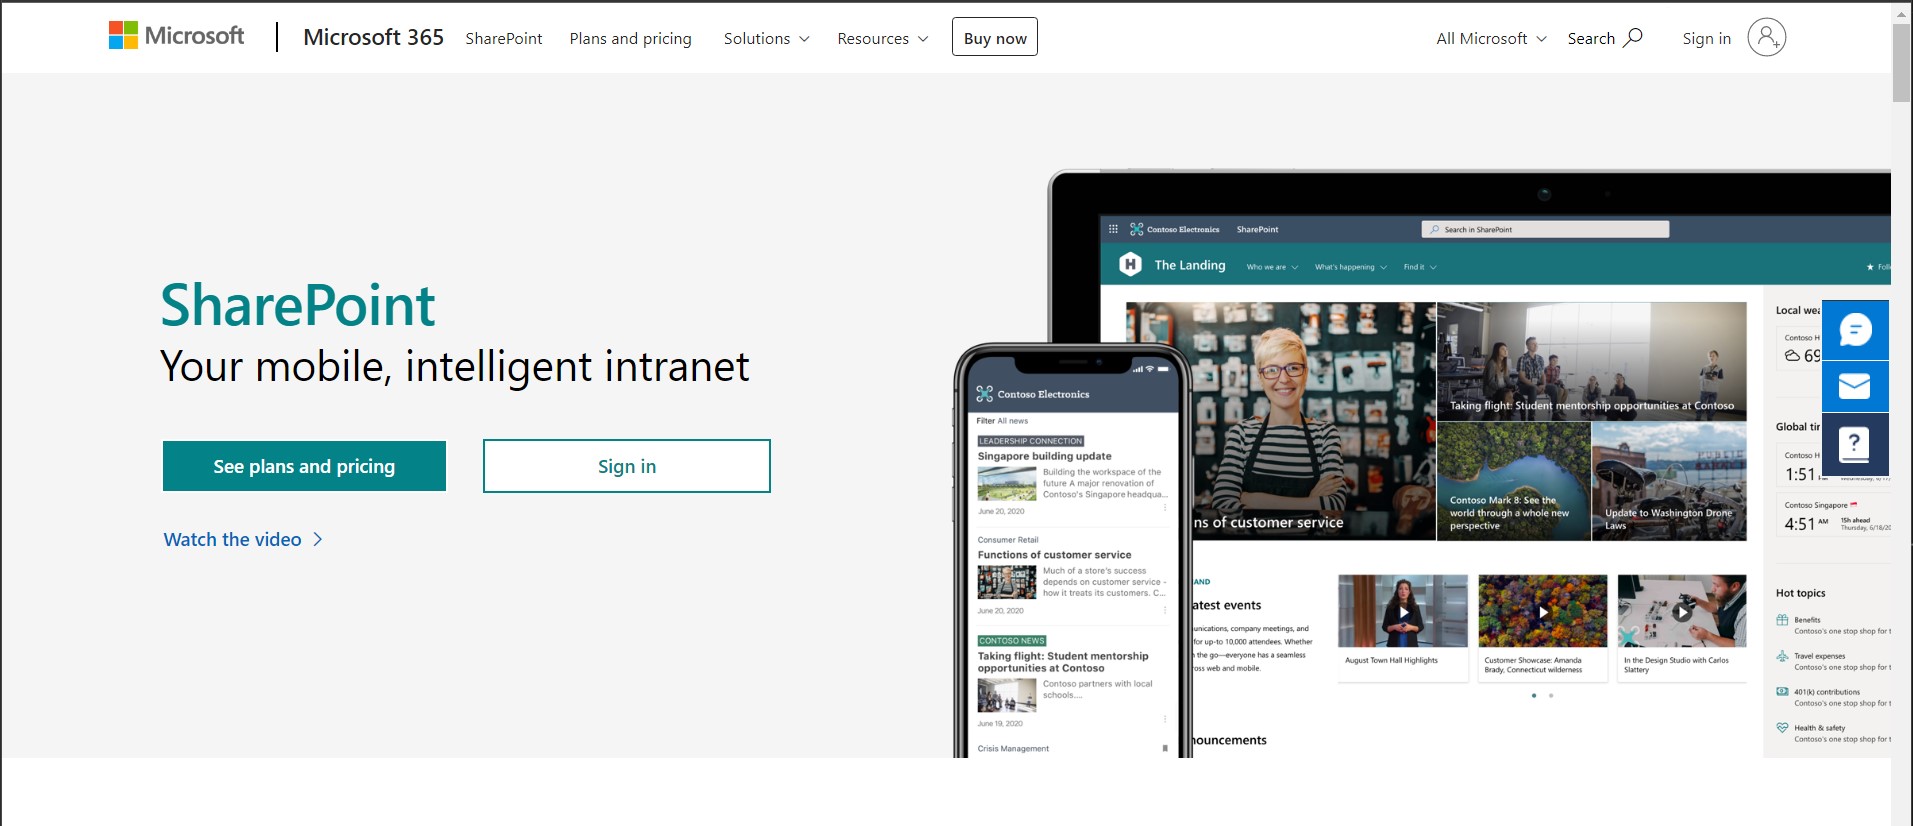 Microsoft
Microsoft 365
SharePoint
Plans and pricing
Solutions
Resources
Buy now
All Microsoft
Search
Sign in
SharePoint
Your mobile, intelligent intranet
See plans and pricing
Sign in
Watch the video
Contoso Electronics
Filter All news
LEADERSHIP CONNECTION
Singapore building update
Building the workspace of the
future A major renovation of
Contoso's Singapore headqua...
June 20, 2020
Consumer Retail
Functions of customer service
Much of a store's success
depends on customer service -
how it treats its customers. C...
June 20, 2020
CONTOSO NEWS
Taking flight: Student mentorship
opportunities at Contoso
Contoso partners with local
schools....
June 19, 2020
Crisis Management
Contoso Electronics
SharePoint
Search in SharePoint
H
The Landing
Who we are
What's happening
Find it
Foll
ns of customer service
Taking flight: Student mentorship opportunities at Contoso
Contoso Mark 8: See the
world through a whole new
perspective
Update to Washington Drone
Laws
AND
atest events
unications, company meetings, and
for up-to 10,000 attendees. Whether
n the go—everyone has a seamless
ross web and mobile.
August Town Hall Highlights
Customer Showcase: Amanda
Brady, Connecticut wilderness
In the Design Studio with Carlos
Slattery
nouncements
Local wea
Contoso H
69
Global tir
Contoso H
1:51 AM
Contoso Singapore
4:51 AM
15h ahead
Thursday, 6/18/20
Hot topics
Benefits
Contoso's one stop shop for t
Travel expenses
Contoso's one stop shop for t
401(k) contributions
Contoso's one stop shop for t
Health & safety
Contoso's one stop shop for t